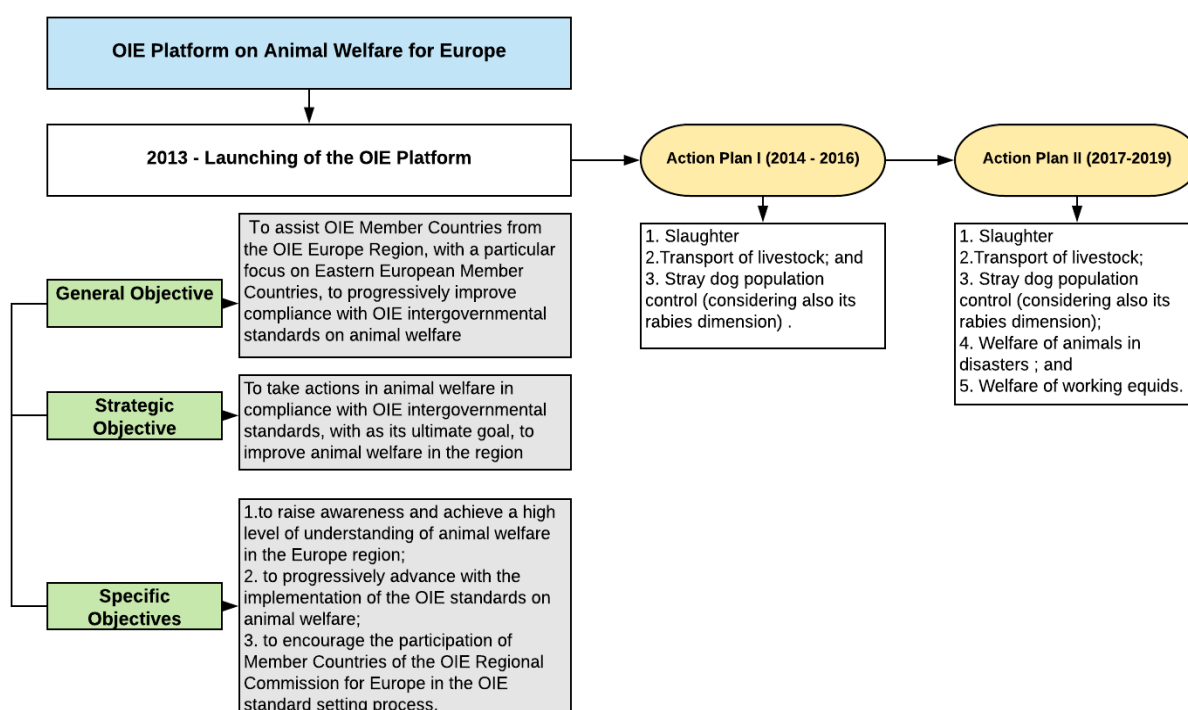 OIE Platform on Animal Welfare for Europe
2013 - Launching of the OIE Platform
Action Plan I (2014 - 2016)
Action Plan II (2017-2019)
General Objective
To assist OIE Member Countries from
the OIE Europe Region, with a particular
focus on Eastern European Member
Countries, to progressively improve
compliance with OIE intergovernmental
standards on animal welfare
1. Slaughter
2.Transport of livestock; and
3. Stray dog population
control (considering also its
rabies dimension) .
1. Slaughter
2.Transport of livestock;
3. Stray dog population
control (considering also its
rabies dimension);
4. Welfare of animals in
disasters ; and
5. Welfare of working equids.
Strategic
Objective
To take actions in animal welfare in
compliance with OIE intergovernmental
standards, with as its ultimate goal, to
improve animal welfare in the region
Specific
Objectives
1.to raise awareness and achieve a high
level of understanding of animal welfare
in the Europe region;
2. to progressively advance with the
implementation of the OIE standards on
animal welfare;
3. to encourage the participation of
Member Countries of the OIE Regional
Commission for Europe in the OIE
standard setting process.